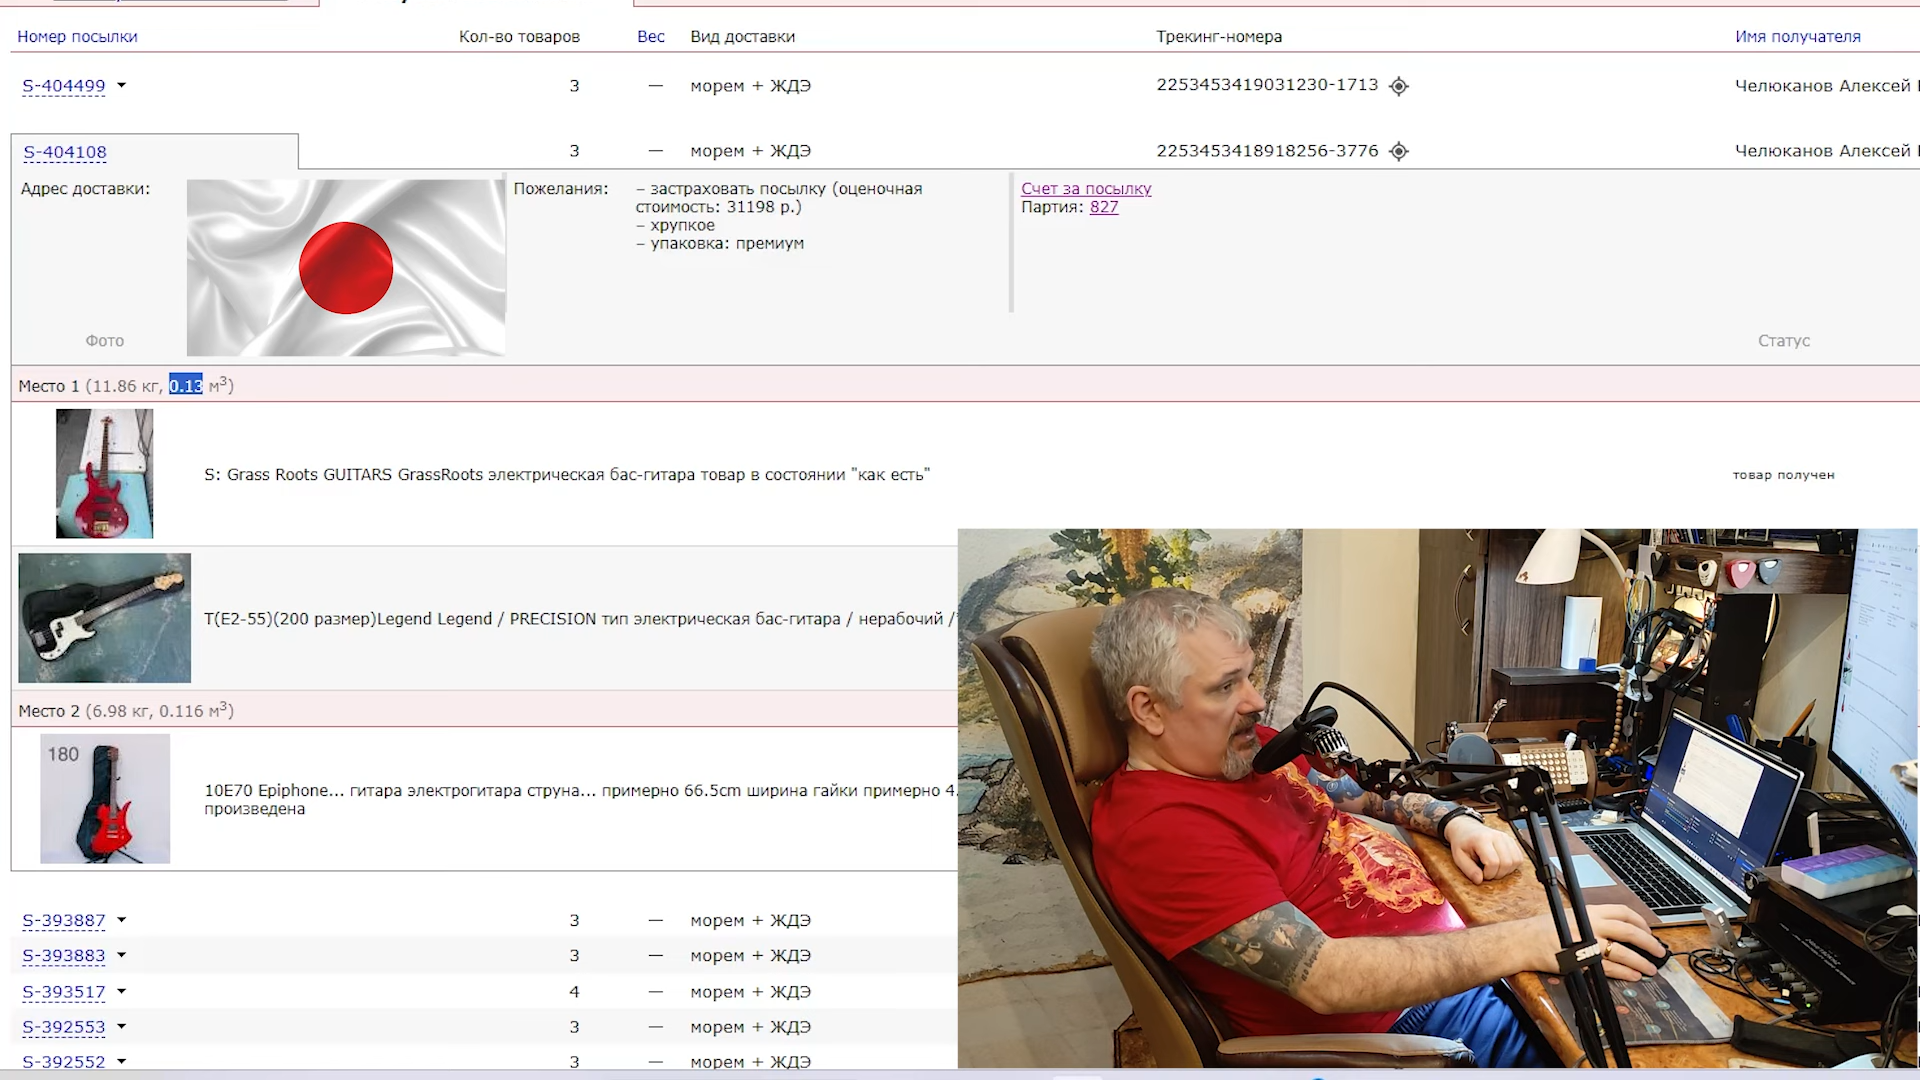 Номер посылки Кол-во товаров Вес Вид доставки Трекинг-номера Имя получателя
S-404499 3 — морем + ЖДЭ 2253453419031230-1713 Челюканов Алексей
S-404108 3 — морем + ЖДЭ 2253453418918256-3776 Челюканов Алексей
Адрес доставки: Пожелания: – застраховать посылку (оценочная Счет за посылку
стоимость: 31198 р.) Партия: 827
– хрупкое
– упаковка: премиум
Фото Статус
Место 1 (11.86 кг, 0.13 м³)
S: Grass Roots GUITARS GrassRoots электрическая бас-гитара товар в состоянии "как есть" товар получен
T(E2-55)(200 размер)Legend Legend / PRECISION тип электрическая бас-гитара / нерабочий /
Место 2 (6.98 кг, 0.116 м³)
180
10E70 Epiphone... гитара электрогитара струна... примерно 66.5cm ширина гайки примерно 4.
произведена
S-393887 3 — морем + ЖДЭ
S-393883 3 — морем + ЖДЭ
S-393517 4 — морем + ЖДЭ
S-392553 3 — морем + ЖДЭ
S-392552 3 — морем + ЖДЭ